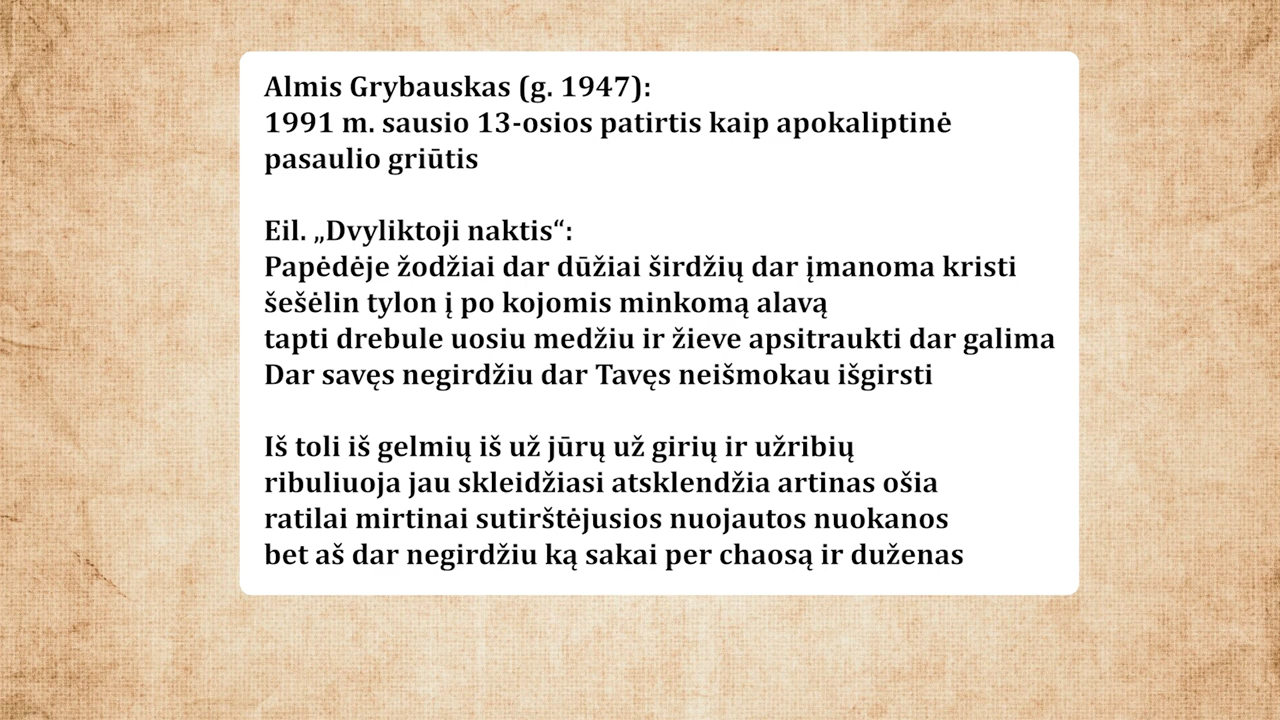 Almis Grybauskas (g. 1947):
1991 m. sausio 13-osios patirtis kaip apokaliptinė
pasaulio griūtis
Eil. „Dvyliktoji naktis“:
Papėdėje žodžiai dar dūžiai širdžių dar įmanoma kristi
šešėlin tylon į po kojomis minkomą alavą
tapti drebule uosiu medžiu ir žieve apsitraukti dar galima
Dar savęs negirdžiu dar Tavęs neišmokau išgirsti
Iš toli iš gelmių iš už jūrų už girių ir užribių
ribuliuoja jau skleidžiasi atsklendžia artinas ošia
ratilai mirtinai sutirštėjusios nuojautos nuokanos
bet aš dar negirdžiu ką sakai per chaosą ir duženas